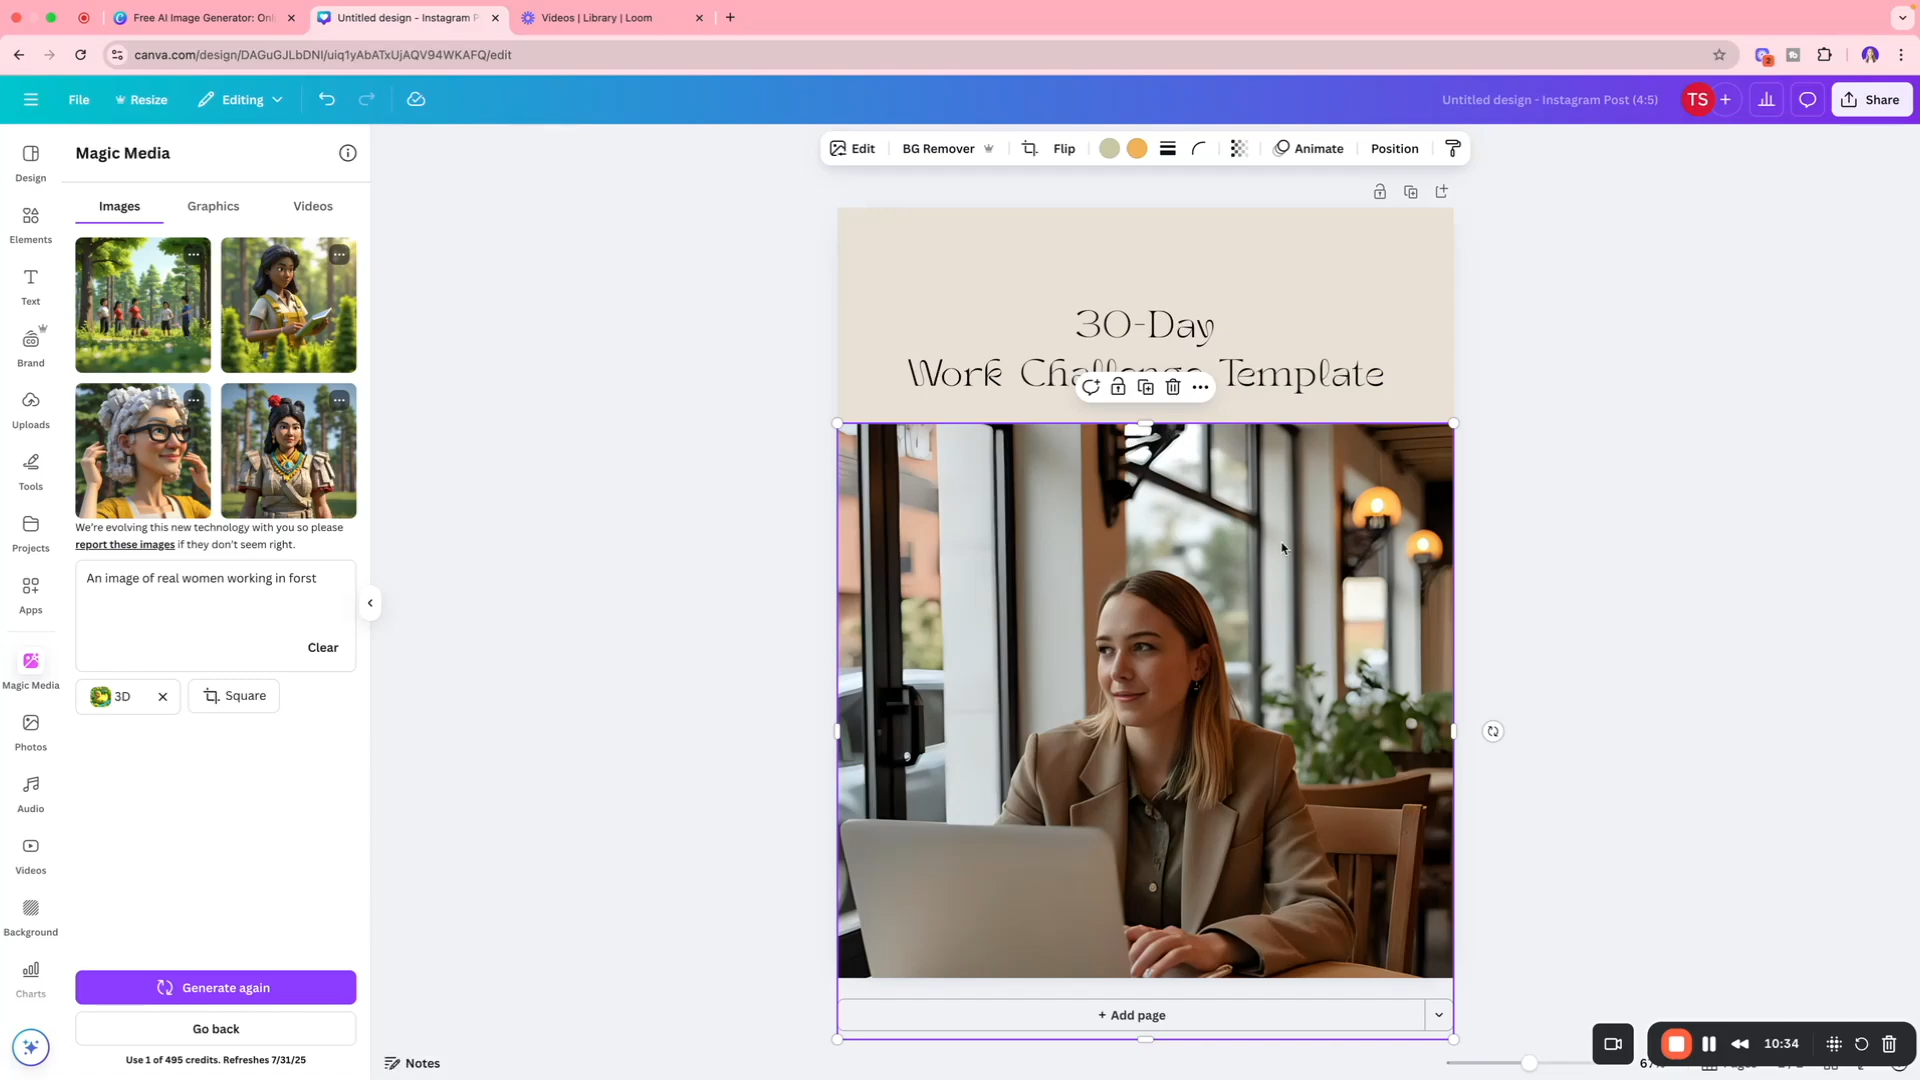 Free AI Image Generator: Onl
Untitled design - Instagram P
Videos | Library | Loom
canva.com/design/DAGuGJLbDNI/uiq1yAbATxUjAQV94WKAFQ/edit
2
File
Resize
Editing
Untitled design - Instagram Post (4:5)
TS
Share
Design
Elements
Text
Brand
Uploads
Tools
Projects
Apps
Magic Media
Photos
Audio
Videos
Background
Charts
Magic Media
Images
Graphics
Videos
We're evolving this new technology with you so please
report these images if they don't seem right.
An image of real women working in forst
Clear
3D
Square
Generate again
Go back
Use 1 of 495 credits. Refreshes 7/31/25
Edit
BG Remover
Flip
Animate
Position
30-Day
Work Challenge Template
+ Add page
Notes
10:34